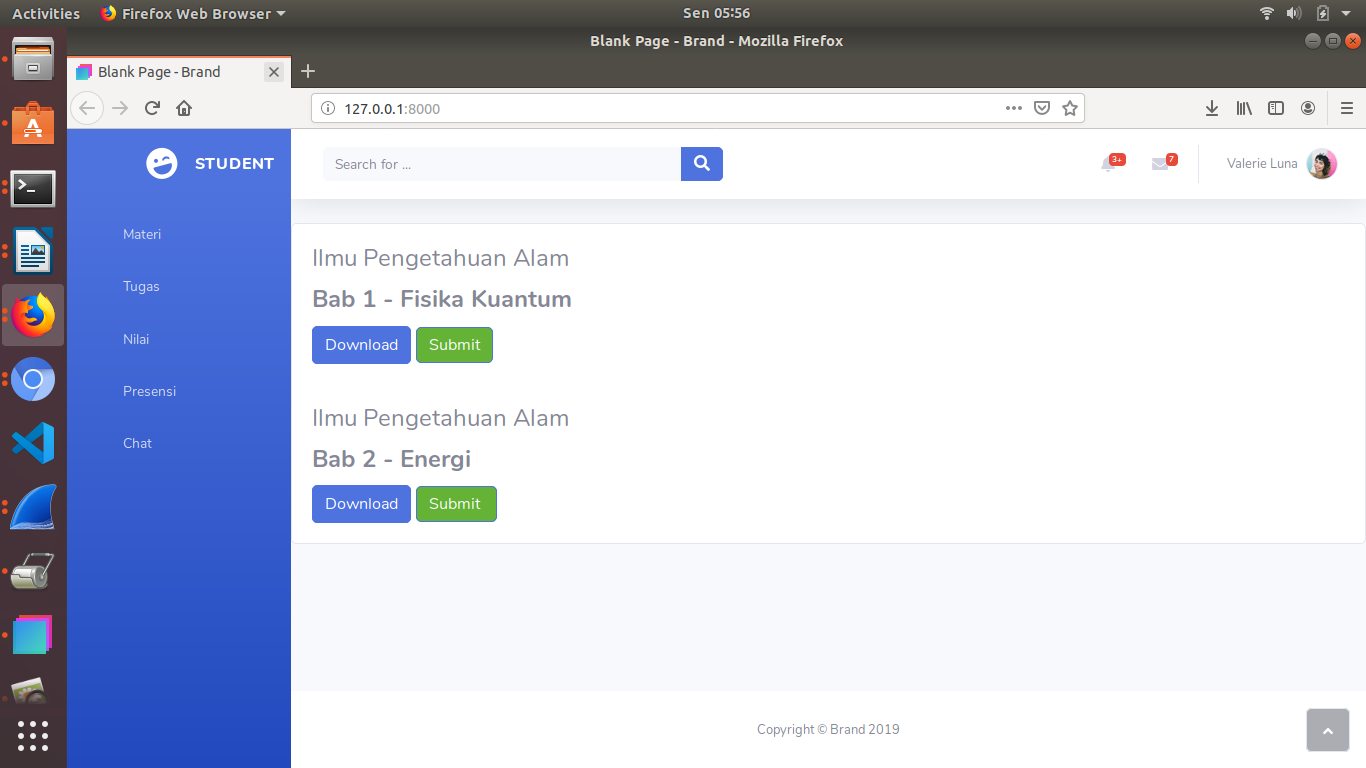 Activities Firefox Web Browser Sen 05:56
Blank Page - Brand - Mozilla Firefox
Blank Page - Brand
127.0.0.1:8000
STUDENT
Search for ...
3+
7
Valerie Luna
Materi
Tugas
Nilai
Presensi
Chat
Ilmu Pengetahuan Alam
Bab 1 - Fisika Kuantum
Download Submit
Ilmu Pengetahuan Alam
Bab 2 - Energi
Download Submit
Copyright © Brand 2019